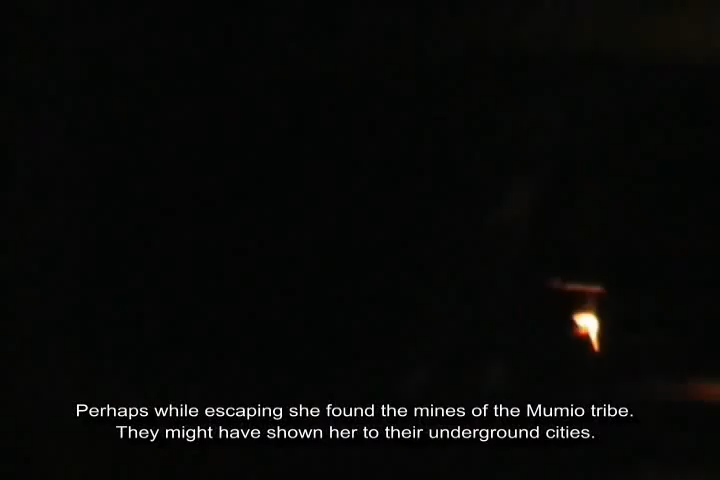 Perhaps while escaping she found the mines of the Mumio tribe.
They might have shown her to their underground cities.